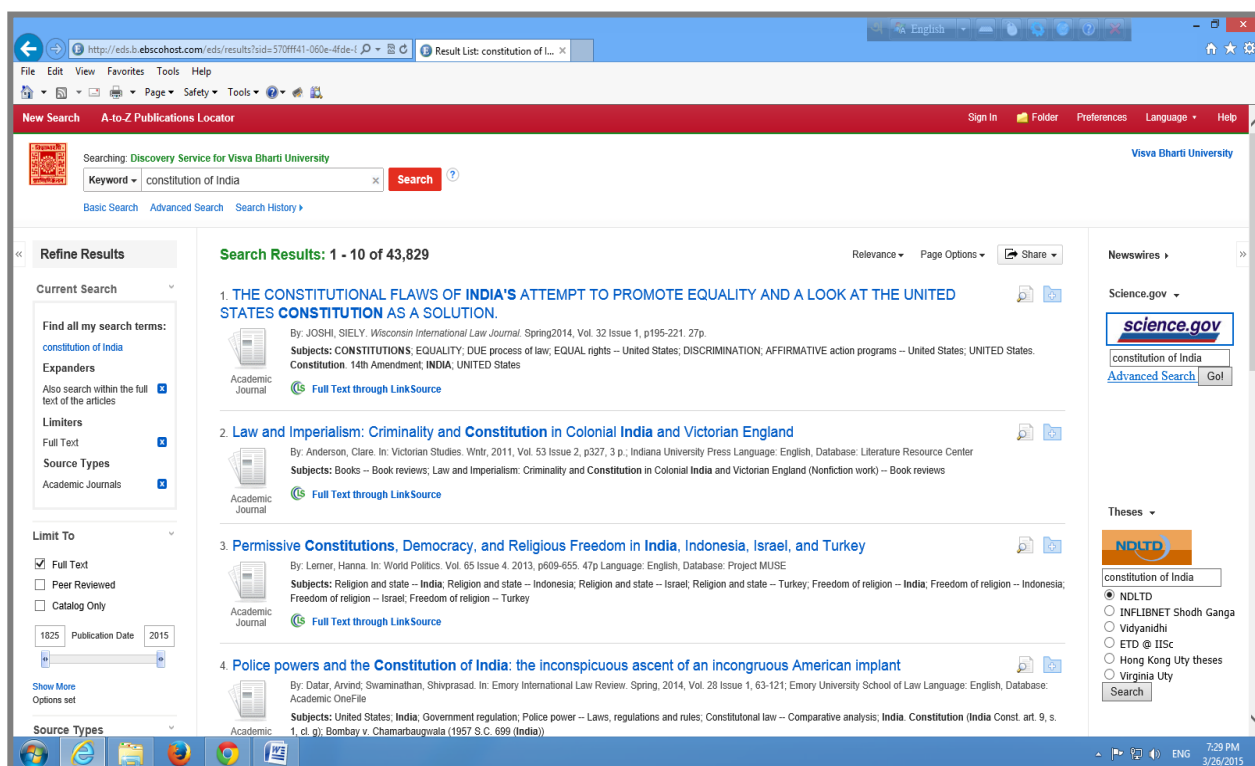 English
http://eds.b.ebscohost.com/eds/results?sid=570fff41-060e-4fde-
Result List: constitution of I... ×
File Edit View Favorites Tools Help
Page Safety Tools
New Search A-to-Z Publications Locator Sign In Folder Preferences Language Help
Searching: Discovery Service for Visva Bharti University
Visva Bharti University
Keyword constitution of India × Search ?
Basic Search Advanced Search Search History
« Refine Results
Current Search
Find all my search terms:
constitution of India
Expanders
Also search within the full
text of the articles
Limiters
Full Text
Source Types
Academic Journals
Limit To
Full Text
Peer Reviewed
Catalog Only
1825 Publication Date 2015
Show More
Options set
Source Types
Search Results: 1 - 10 of 43,829
Relevance Page Options Share
1. THE CONSTITUTIONAL FLAWS OF INDIA'S ATTEMPT TO PROMOTE EQUALITY AND A LOOK AT THE UNITED
STATES CONSTITUTION AS A SOLUTION.
By: JOSHI, SIELY. Wisconsin International Law Journal. Spring2014, Vol. 32 Issue 1, p195-221. 27p.
Subjects: CONSTITUTIONS; EQUALITY; DUE process of law; EQUAL rights -- United States; DISCRIMINATION; AFFIRMATIVE action programs -- United States; UNITED States.
Constitution. 14th Amendment; INDIA; UNITED States
Academic
Journal
Full Text through LinkSource
2. Law and Imperialism: Criminality and Constitution in Colonial India and Victorian England
By: Anderson, Clare. In: Victorian Studies. Wntr, 2011, Vol. 53 Issue 2, p327, 3 p.; Indiana University Press Language: English, Database: Literature Resource Center
Subjects: Books -- Book reviews; Law and Imperialism: Criminality and Constitution in Colonial India and Victorian England (Nonfiction work) -- Book reviews
Academic
Journal
Full Text through LinkSource
3. Permissive Constitutions, Democracy, and Religious Freedom in India, Indonesia, Israel, and Turkey
By: Lerner, Hanna. In: World Politics. Vol. 65 Issue 4. 2013, p609-655. 47p Language: English, Database: Project MUSE
Subjects: Religion and state -- India; Religion and state -- Indonesia; Religion and state -- Israel; Religion and state -- Turkey; Freedom of religion -- India; Freedom of religion -- Indonesia;
Freedom of religion -- Israel; Freedom of religion -- Turkey
Academic
Journal
Full Text through LinkSource
4. Police powers and the Constitution of India: the inconspicuous ascent of an incongruous American implant
By: Datar, Arvind; Swaminathan, Shivprasad. In: Emory International Law Review. Spring, 2014, Vol. 28 Issue 1, 63-121; Emory University School of Law Language: English, Database:
Academic OneFile
Subjects: United States; India; Government regulation; Police power -- Laws, regulations and rules; Constitutonal law -- Comparative analysis; India. Constitution (India Const. art. 9, s.
1, cl. g); Bombay v. Chamarbaugwala (1957 S.C. 699 (India))
Academic
Newswires »
Science.gov
science.gov
constitution of India
Advanced Search Go!
Theses
NDLTD
constitution of India
NDLTD
INFLIBNET Shodh Ganga
Vidyanidhi
ETD @ IISc
Hong Kong Uty theses
Virginia Uty
Search
ENG
7:29 PM
3/26/2015